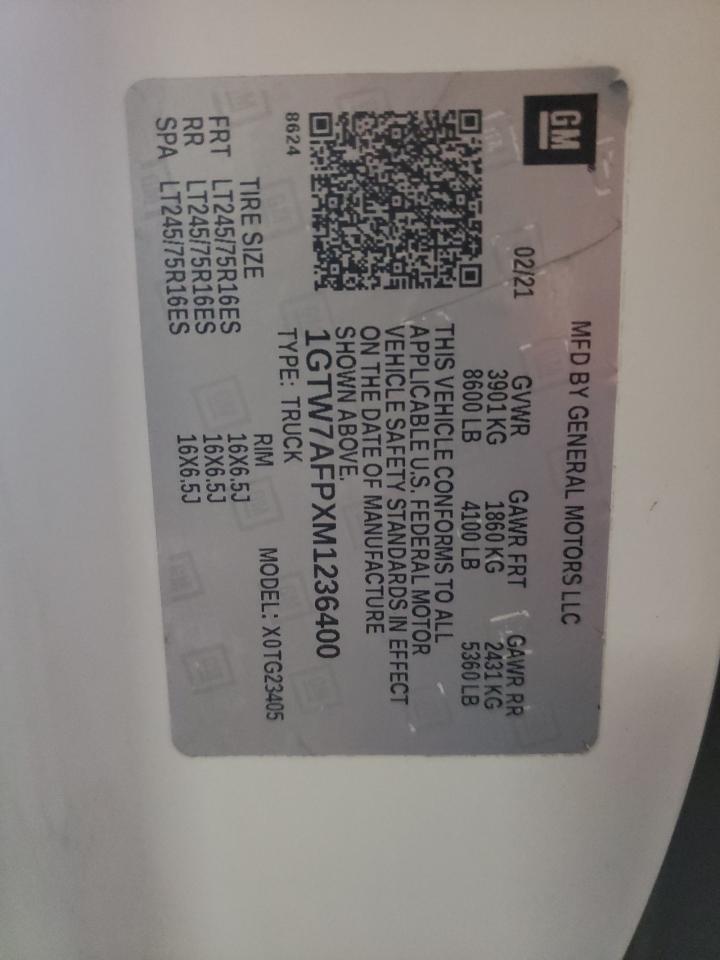 GM
MFD BY GENERAL MOTORS LLC
02/21
GVWR GAWR FRT GAWR RR
3901 KG 1860 KG 2431 KG
8600 LB 4100 LB 5360 LB
THIS VEHICLE CONFORMS TO ALL
APPLICABLE U.S. FEDERAL MOTOR
VEHICLE SAFETY STANDARDS IN EFFECT
ON THE DATE OF MANUFACTURE
SHOWN ABOVE.
1GTW7AFPXM1236400
8624
TYPE: TRUCK
MODEL: X0TG23405
TIRE SIZE RIM
FRT LT245/75R16ES 16X6.5J
RR LT245/75R16ES 16X6.5J
SPA LT245/75R16ES 16X6.5J